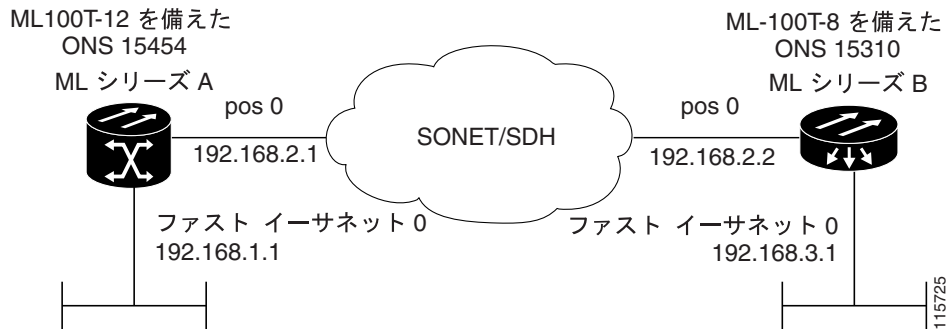 ML100T-12 を備えた
ONS 15454
ML シリーズ A
ML-100T-8 を備えた
ONS 15310
ML シリーズ B
pos 0
192.168.2.1
SONET/SDH
pos 0
192.168.2.2
ファスト イーサネット 0
192.168.1.1
ファスト イーサネット 0
192.168.3.1
115725